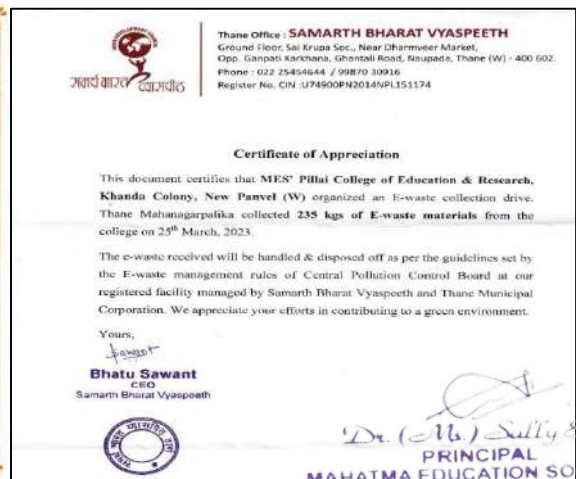 समर्थ भारत व्यासपीठ
Thane Office : SAMARTH BHARAT VYASPEETH
Ground Floor, Sai Krupa Soc., Near Dharmveer Market,
Opp. Ganpati Karkhana, Ghantali Road, Naupada, Thane (W) - 400 602.
Phone : 022 25454644 / 99870 30916
Register No. CIN :U74900PN2014NPL151174
Certificate of Appreciation
This document certifies that MES' Pillai College of Education & Research,
Khanda Colony, New Panvel (W) organized an E-waste collection drive.
Thane Mahanagarpalika collected 235 kgs of E-waste materials from the
college on 25th March, 2023.
The e-waste received will be handled & disposed off as per the guidelines set by
the E-waste management rules of Central Pollution Control Board at our
registered facility managed by Samarth Bharat Vyaspeeth and Thane Municipal
Corporation. We appreciate your efforts in contributing to a green environment.
Yours,
Sawant
Bhatu Sawant
CEO
Samarth Bharat Vyaspeeth
Dr. (Ms.) Sally
PRINCIPAL
MAHATMA EDUCATION SO